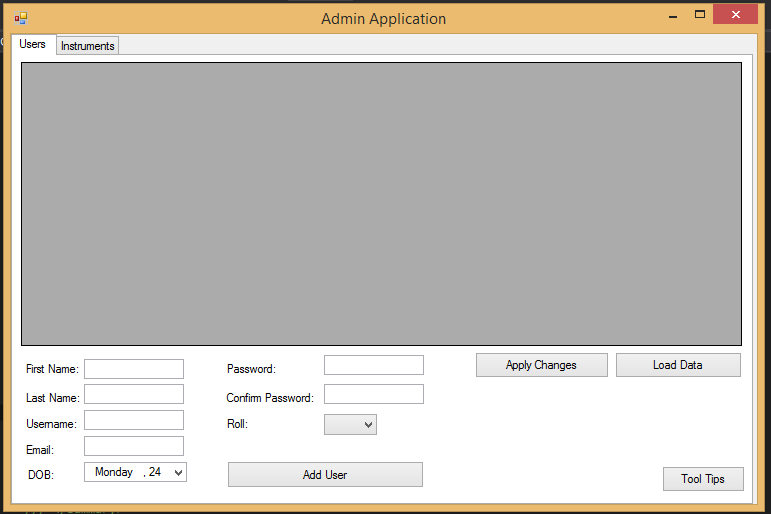 Admin Application
Users
Instruments
First Name:
Last Name:
Username:
Email:
DOB:
Monday , 24
Password:
Confirm Password:
Roll:
Add User
Apply Changes
Load Data
Tool Tips